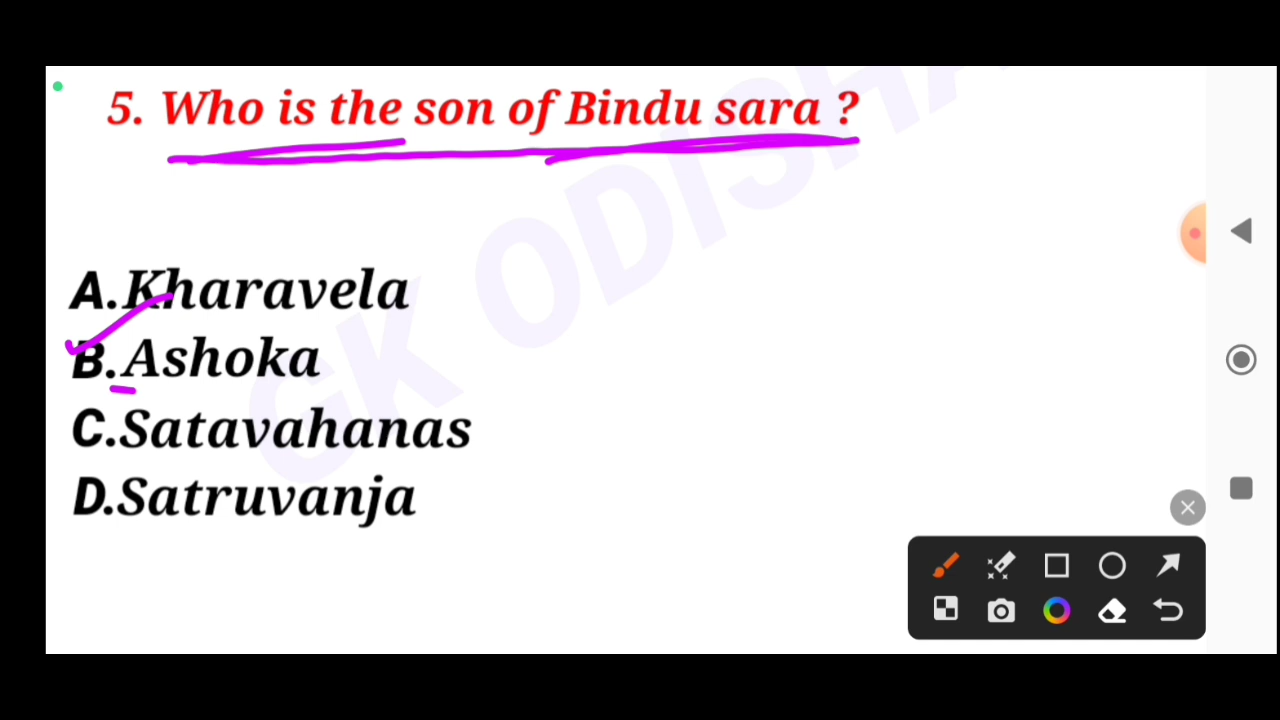 5. Who is the son of Bindu sara ?
A.Kharavela
B.Ashoka
C.Satavahanas
D.Satruvanja
GK ODISHA